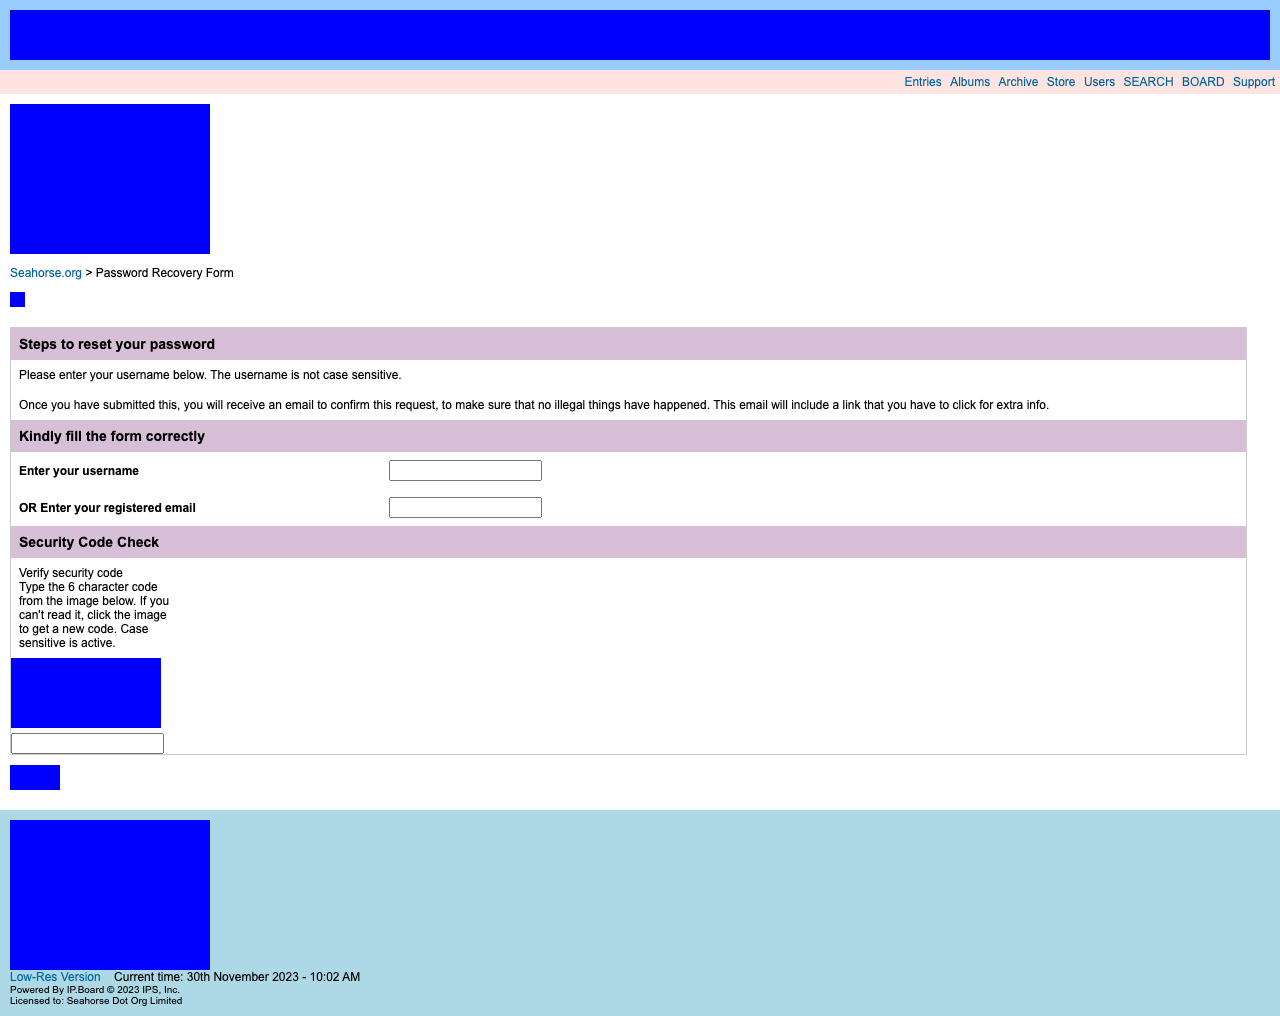 Entries Albums Archive Store Users SEARCH BOARD Support
Seahorse.org > Password Recovery Form
Steps to reset your password
Please enter your username below. The username is not case sensitive.
Once you have submitted this, you will receive an email to confirm this request, to make sure that no illegal things have happened. This email will include a link that you have to click for extra info.
Kindly fill the form correctly
Enter your username
OR Enter your registered email
Security Code Check
Verify security code
Type the 6 character code
from the image below. If you
can't read it, click the image
to get a new code. Case
sensitive is active.
Low-Res Version Current time: 30th November 2023 - 10:02 AM
Powered By IP.Board © 2023 IPS, Inc.
Licensed to: Seahorse Dot Org Limited